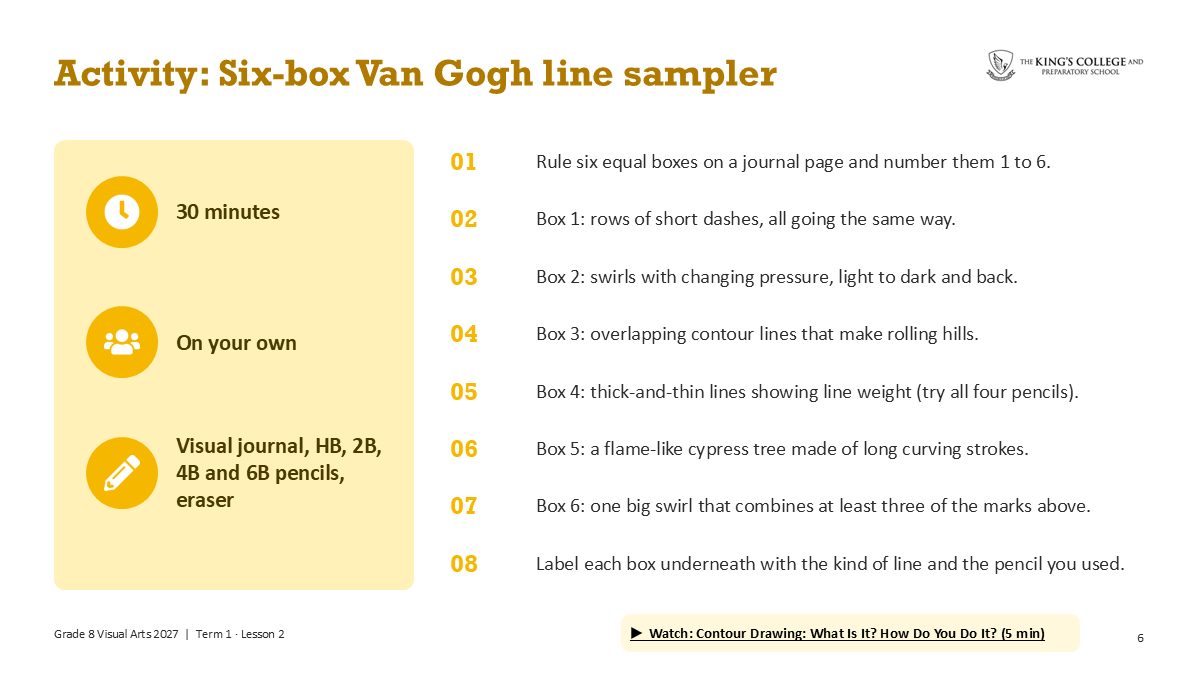 Activity: Six-box Van Gogh line sampler
THE KING'S COLLEGE AND
PREPARATORY SCHOOL
30 minutes
On your own
Visual journal, HB, 2B,
4B and 6B pencils,
eraser
01 Rule six equal boxes on a journal page and number them 1 to 6.
02 Box 1: rows of short dashes, all going the same way.
03 Box 2: swirls with changing pressure, light to dark and back.
04 Box 3: overlapping contour lines that make rolling hills.
05 Box 4: thick-and-thin lines showing line weight (try all four pencils).
06 Box 5: a flame-like cypress tree made of long curving strokes.
07 Box 6: one big swirl that combines at least three of the marks above.
08 Label each box underneath with the kind of line and the pencil you used.
Grade 8 Visual Arts 2027 | Term 1 · Lesson 2
▶ Watch: Contour Drawing: What Is It? How Do You Do It? (5 min)
6